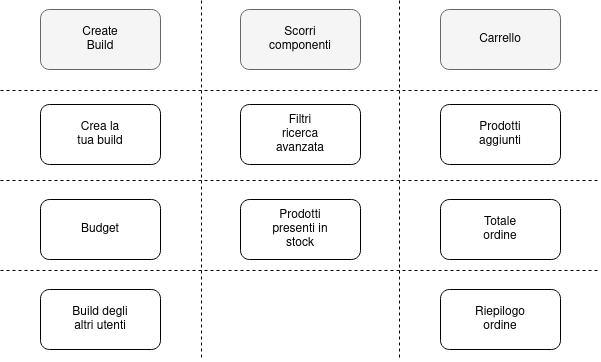 Create
Build
Scorri
componenti
Carrello
Crea la
tua build
Filtri
ricerca
avanzata
Prodotti
aggiunti
Budget
Prodotti
presenti in
stock
Totale
ordine
Build degli
altri utenti
Riepilogo
ordine